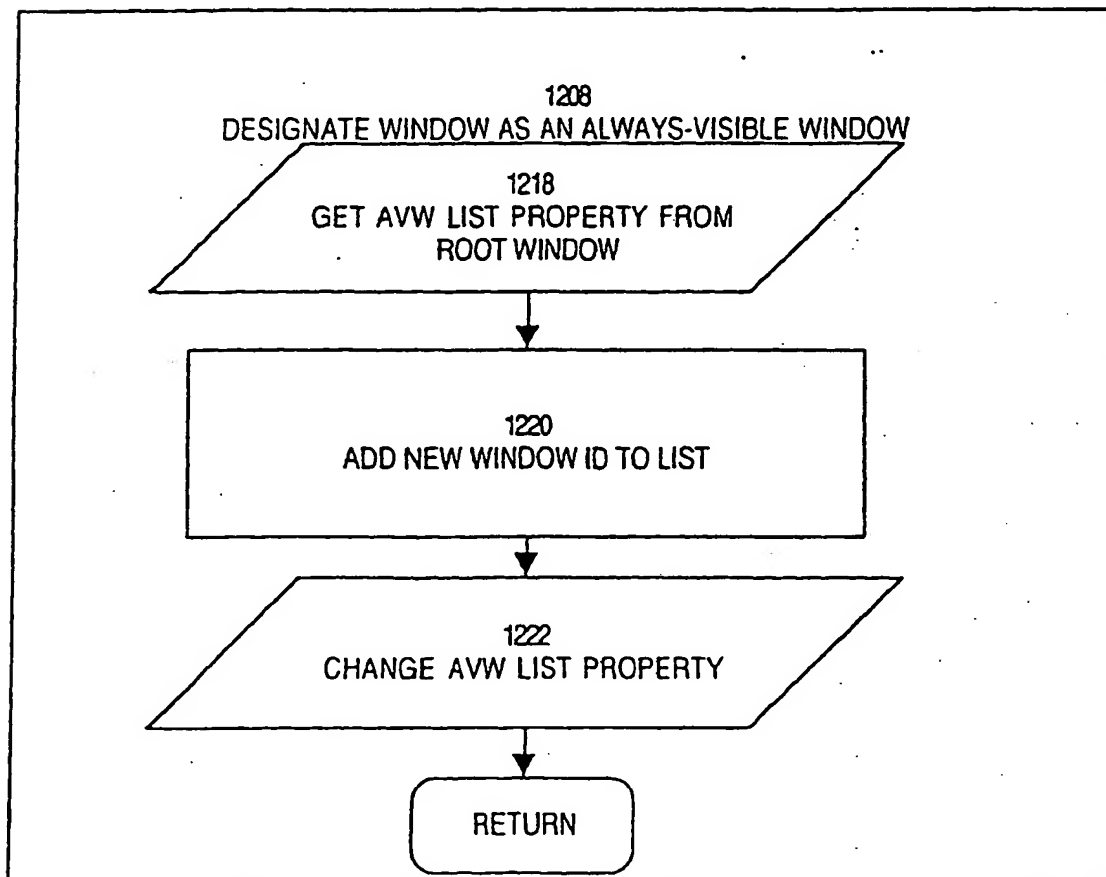 1208
DESIGNATE WINDOW AS AN ALWAYS-VISIBLE WINDOW
1218
GET AVW LIST PROPERTY FROM
ROOT WINDOW
1220
ADD NEW WINDOW ID TO LIST
1222
CHANGE AVW LIST PROPERTY
RETURN